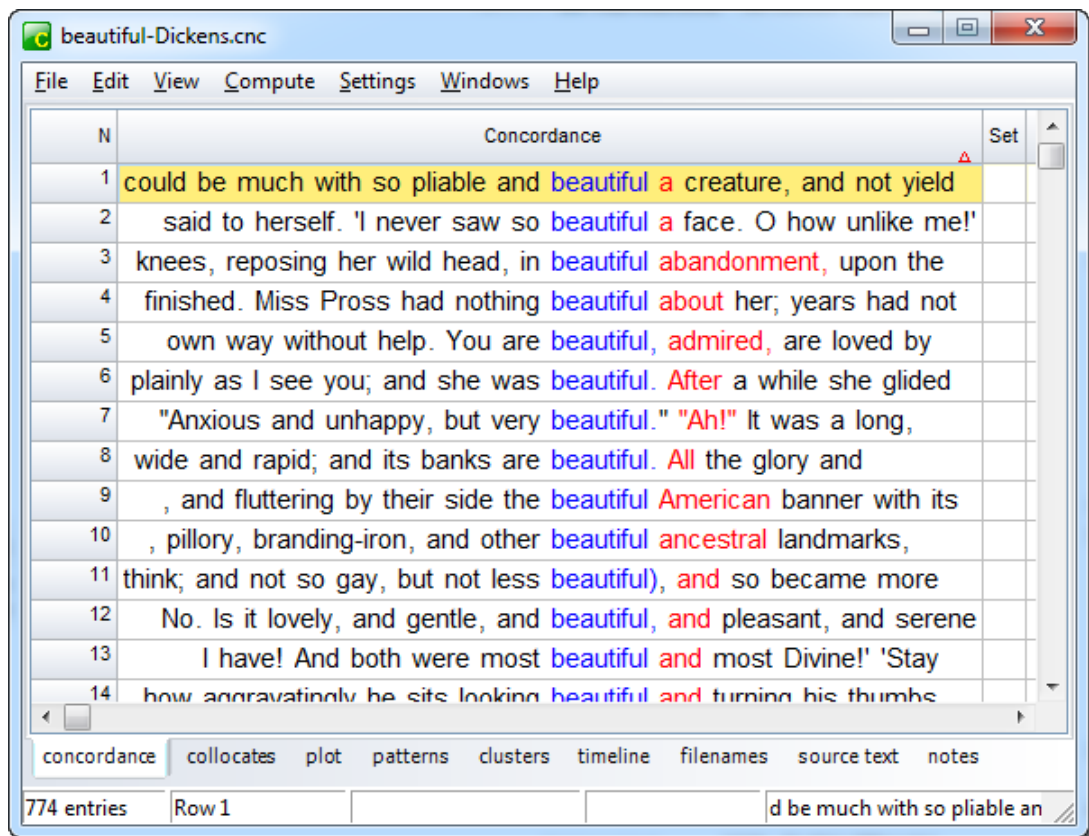 beautiful-Dickens.cnc
File Edit View Compute Settings Windows Help
N Concordance Set
1 could be much with so pliable and beautiful a creature, and not yield
2 said to herself. 'I never saw so beautiful a face. O how unlike me!'
3 knees, reposing her wild head, in beautiful abandonment, upon the
4 finished. Miss Pross had nothing beautiful about her; years had not
5 own way without help. You are beautiful, admired, are loved by
6 plainly as I see you; and she was beautiful. After a while she glided
7 "Anxious and unhappy, but very beautiful." "Ah!" It was a long,
8 wide and rapid; and its banks are beautiful. All the glory and
9 , and fluttering by their side the beautiful American banner with its
10 , pillory, branding-iron, and other beautiful ancestral landmarks,
11 think; and not so gay, but not less beautiful), and so became more
12 No. Is it lovely, and gentle, and beautiful, and pleasant, and serene
13 I have! And both were most beautiful and most Divine!' 'Stay
14 how aggravatingly he sits looking beautiful and turning his thumbs
concordance collocates plot patterns clusters timeline filenames source text notes
774 entries Row 1 d be much with so pliable an